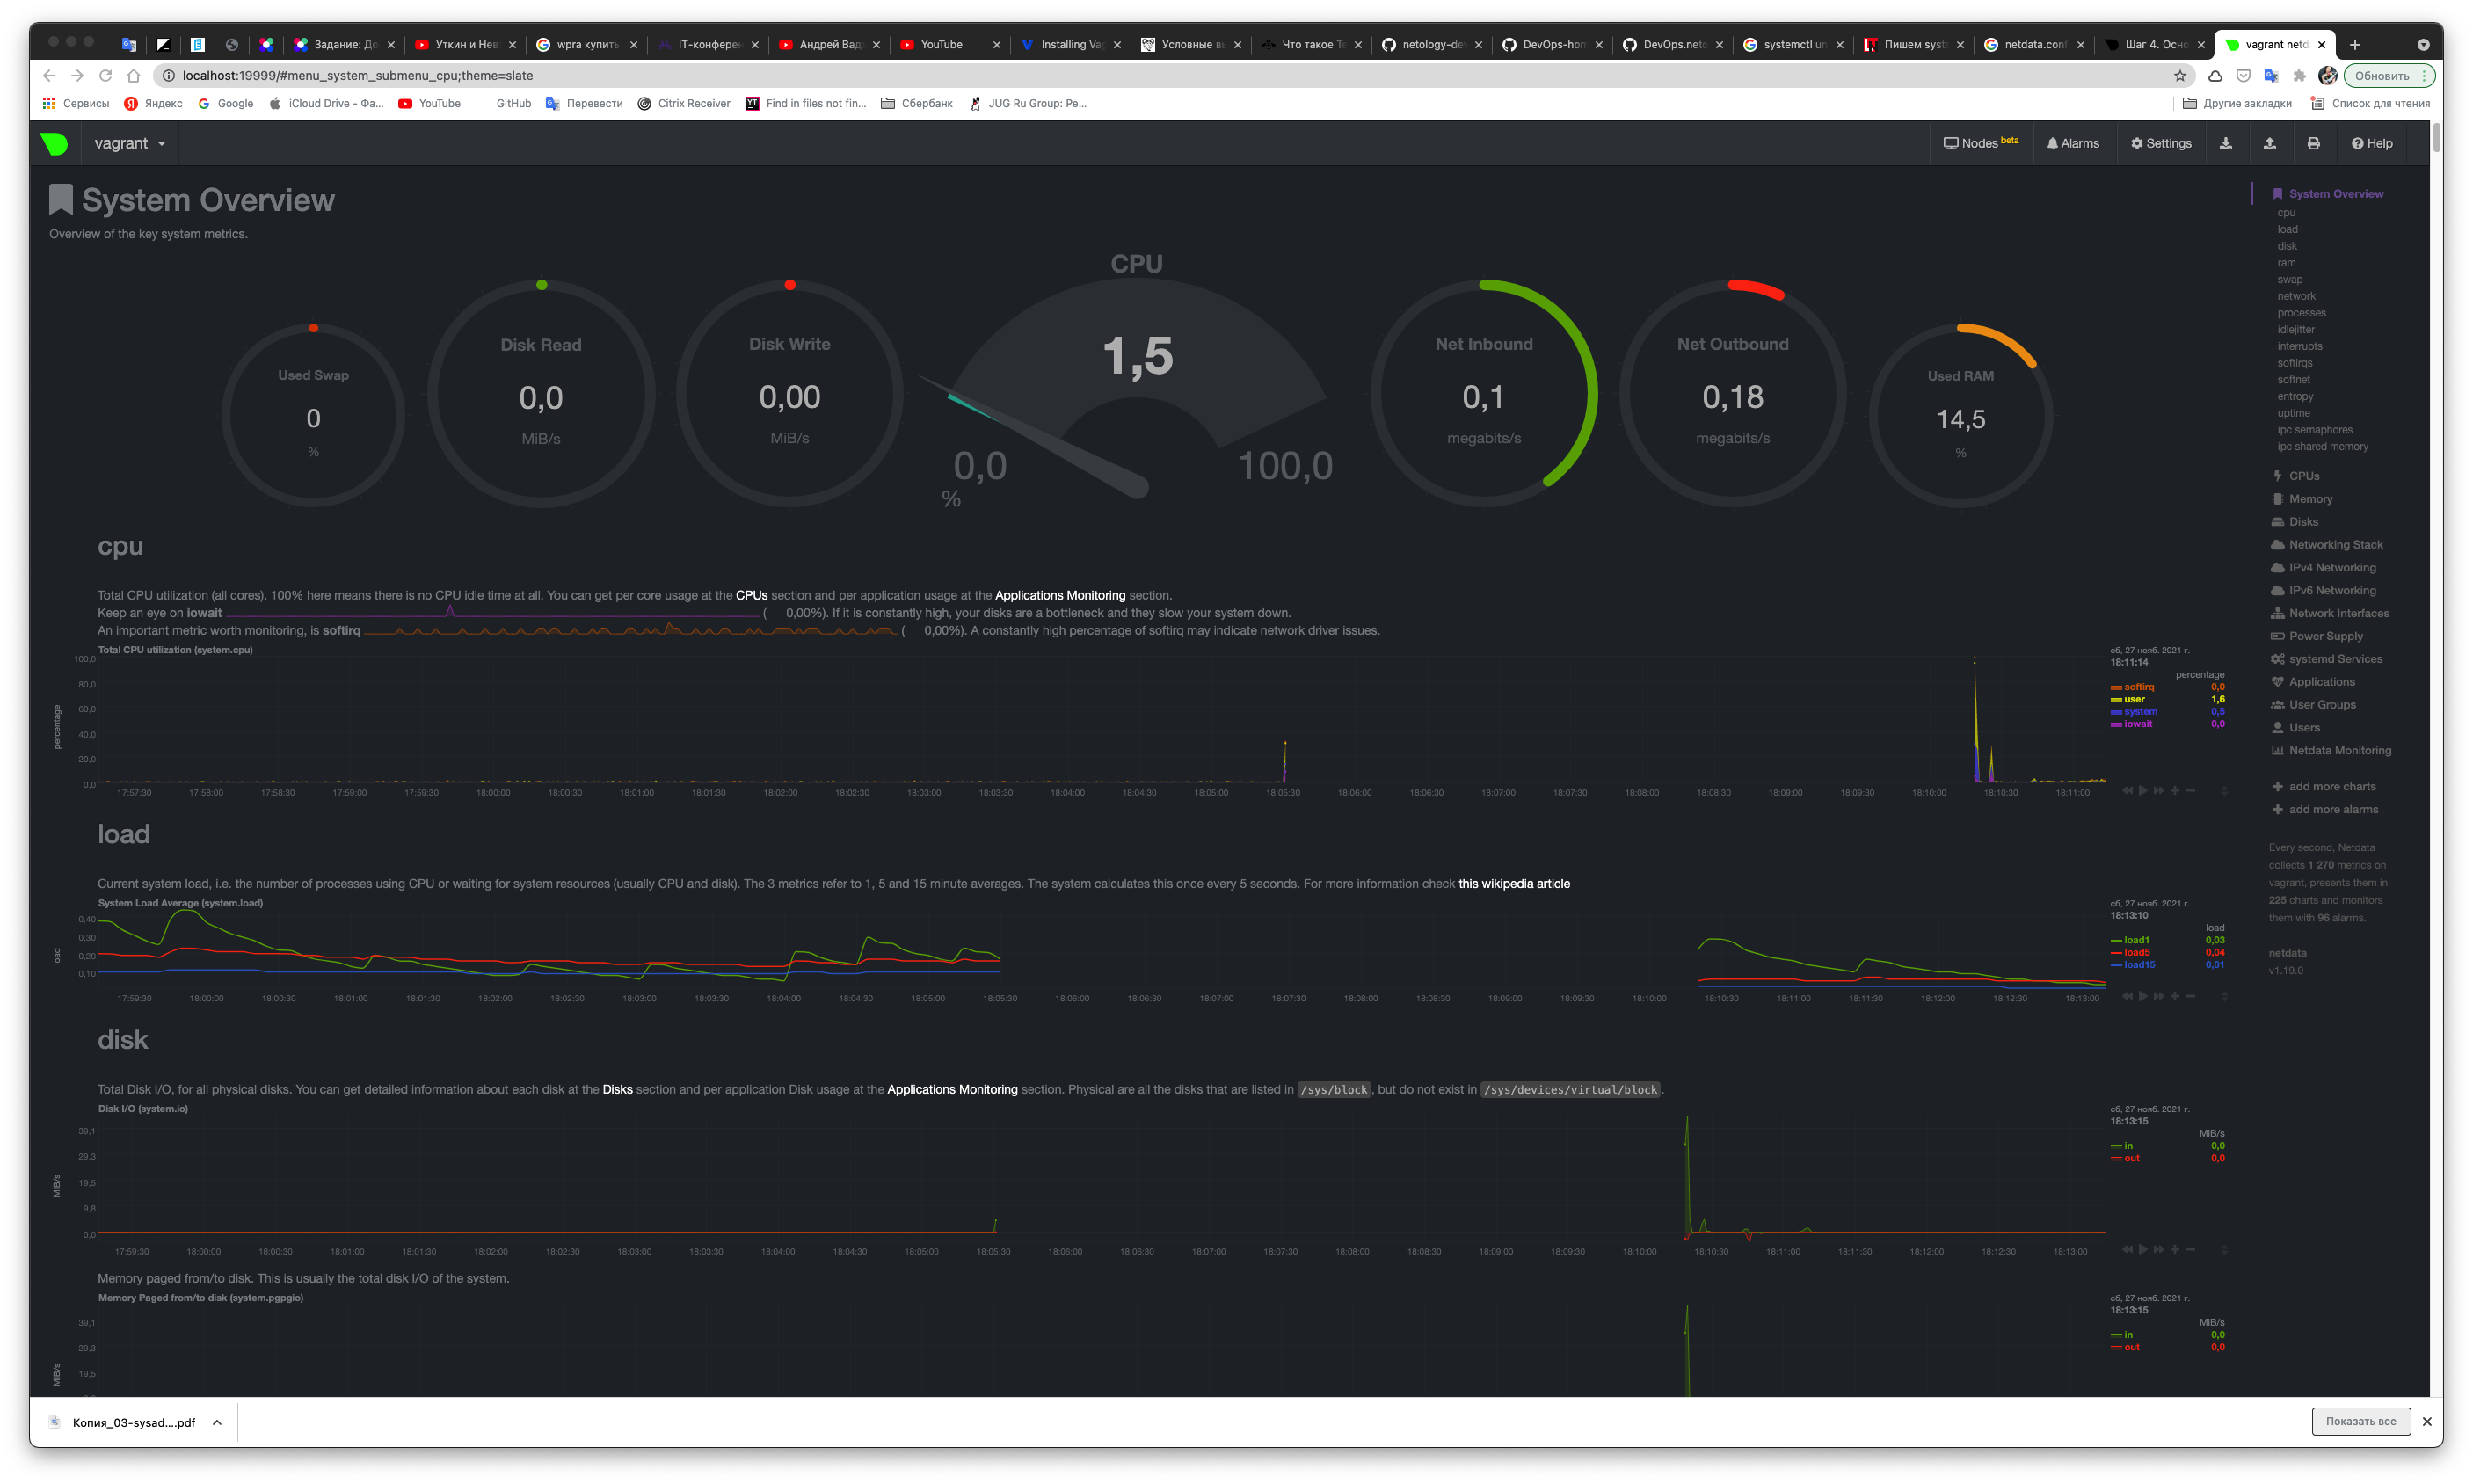 Задание: До
Уткин и Нев
wpra купить
IT-конферен
Андрей Вад
YouTube
Installing Vag
Условные вы
Что такое Te
netology-dev
DevOps-hom
DevOps.neto
systemctl un
Пишем syste
netdata.conf
Шаг 4. Осно
vagrant netd
localhost:19999/#menu_system_submenu_cpu;theme=slate
Обновить
Сервисы
Яндекс
Google
iCloud Drive - Фа...
YouTube
GitHub
Перевести
Citrix Receiver
Find in files not fin...
Сбербанк
JUG Ru Group: Pe...
Другие закладки
Список для чтения
vagrant
Nodes beta
Alarms
Settings
Help
System Overview
Overview of the key system metrics.
Used Swap
0
%
Disk Read
0,0
MiB/s
Disk Write
0,00
MiB/s
CPU
1,5
0,0
100,0
%
Net Inbound
0,1
megabits/s
Net Outbound
0,18
megabits/s
Used RAM
14,5
%
cpu
Total CPU utilization (all cores). 100% here means there is no CPU idle time at all. You can get per core usage at the CPUs section and per application usage at the Applications Monitoring section.
Keep an eye on iowait ( 0,00%). If it is constantly high, your disks are a bottleneck and they slow your system down.
An important metric worth monitoring, is softirq ( 0,00%). A constantly high percentage of softirq may indicate network driver issues.
Total CPU utilization (system.cpu)
100,0
80,0
60,0
40,0
20,0
0,0
percentage
17:57:30 17:58:00 17:58:30 17:59:00 17:59:30 18:00:00 18:00:30 18:01:00 18:01:30 18:02:00 18:02:30 18:03:00 18:03:30 18:04:00 18:04:30 18:05:00 18:05:30 18:06:00 18:06:30 18:07:00 18:07:30 18:08:00 18:08:30 18:09:00 18:09:30 18:10:00 18:10:30 18:11:00
сб, 27 нояб. 2021 г.
18:11:14
percentage
softirq 0,0
user 1,6
system 0,5
iowait 0,0
load
Current system load, i.e. the number of processes using CPU or waiting for system resources (usually CPU and disk). The 3 metrics refer to 1, 5 and 15 minute averages. The system calculates this once every 5 seconds. For more information check this wikipedia article
System Load Average (system.load)
0,40
0,30
0,20
0,10
load
17:59:30 18:00:00 18:00:30 18:01:00 18:01:30 18:02:00 18:02:30 18:03:00 18:03:30 18:04:00 18:04:30 18:05:00 18:05:30 18:06:00 18:06:30 18:07:00 18:07:30 18:08:00 18:08:30 18:09:00 18:09:30 18:10:00 18:10:30 18:11:00 18:11:30 18:12:00 18:12:30 18:13:00
сб, 27 нояб. 2021 г.
18:13:10
load
load1 0,03
load5 0,04
load15 0,01
disk
Total Disk I/O, for all physical disks. You can get detailed information about each disk at the Disks section and per application Disk usage at the Applications Monitoring section. Physical are all the disks that are listed in /sys/block, but do not exist in /sys/devices/virtual/block.
Disk I/O (system.io)
39,1
29,3
19,5
9,8
0,0
MiB/s
17:59:30 18:00:00 18:00:30 18:01:00 18:01:30 18:02:00 18:02:30 18:03:00 18:03:30 18:04:00 18:04:30 18:05:00 18:05:30 18:06:00 18:06:30 18:07:00 18:07:30 18:08:00 18:08:30 18:09:00 18:09:30 18:10:00 18:10:30 18:11:00 18:11:30 18:12:00 18:12:30 18:13:00
сб, 27 нояб. 2021 г.
18:13:15
MiB/s
in 0,0
out 0,0
Memory paged from/to disk. This is usually the total disk I/O of the system.
Memory Paged from/to disk (system.pgpgio)
39,1
29,3
19,5
MiB/s
сб, 27 нояб. 2021 г.
18:13:15
MiB/s
in 0,0
out 0,0
System Overview
cpu
load
disk
ram
swap
network
processes
idlejitter
interrupts
softirqs
softnet
entropy
uptime
ipc semaphores
ipc shared memory
CPUs
Memory
Disks
Networking Stack
IPv4 Networking
IPv6 Networking
Network Interfaces
Power Supply
systemd Services
Applications
User Groups
Users
Netdata Monitoring
add more charts
add more alarms
Every second, Netdata
collects 1 270 metrics on
vagrant, presents them in
225 charts and monitors
them with 96 alarms.
netdata
v1.19.0
Копия_03-sysad....pdf
Показать все